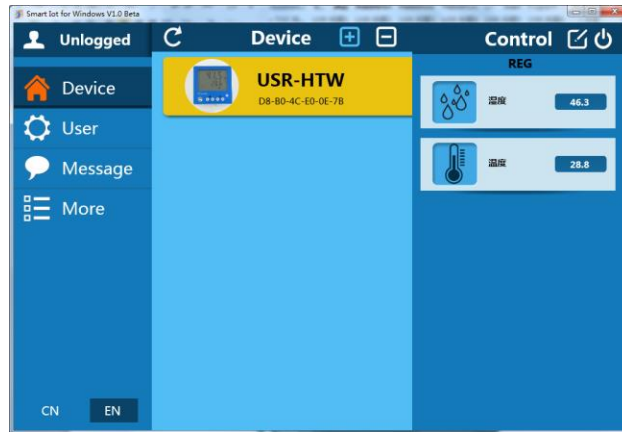 Smart Iot for Windows V1.0 Beta
Unlogged
Device
Control
Device
User
Message
More
USR-HTW
D8-B0-4C-E0-0E-7B
REG
湿度
46.3
温度
28.8
CN
EN